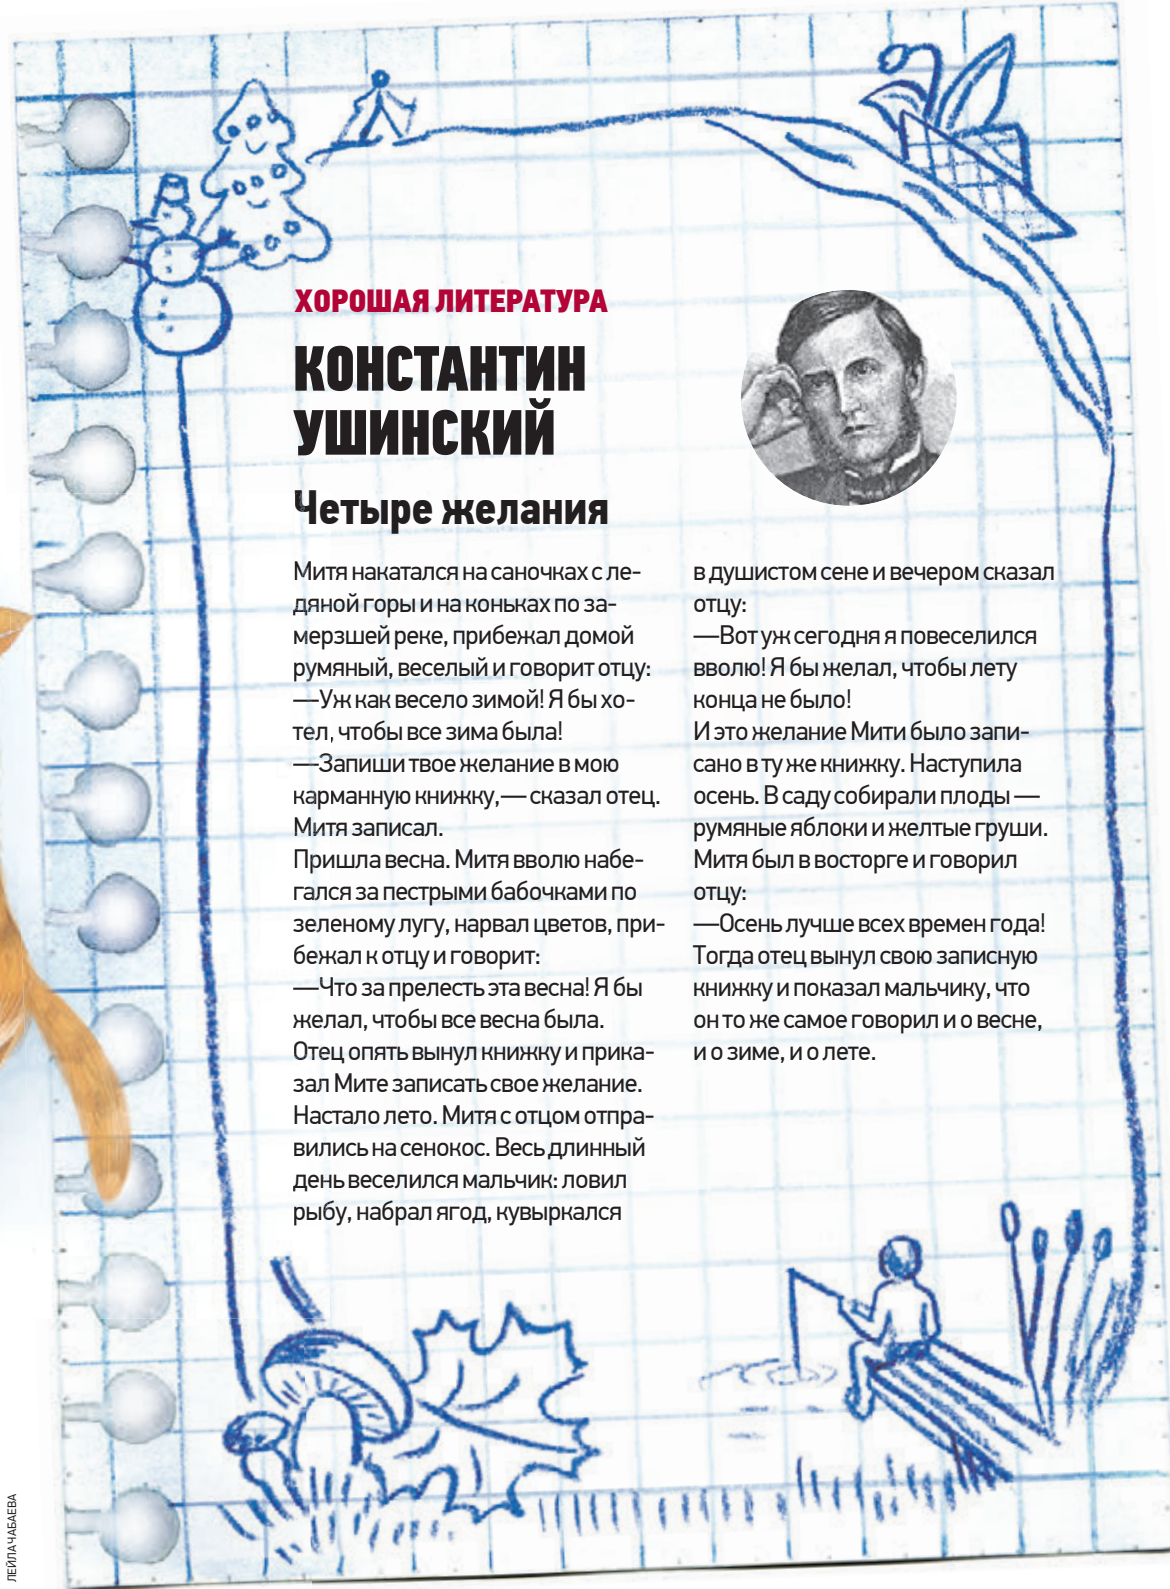 ХОРОШАЯ ЛИТЕРАТУРА
КОНСТАНТИН
УШИНСКИЙ
Четыре желания
Митя накатался на саночках с ле-
дяной горы и на коньках по за-
мерзшей реке, прибежал домой
румяный, веселый и говорит отцу:
—Уж как весело зимой! Я бы хо-
тел, чтобы все зима была!
—Запиши твое желание в мою
карманную книжку,— сказал отец.
Митя записал.
Пришла весна. Митя вволю набе-
гался за пестрыми бабочками по
зеленому лугу, нарвал цветов, при-
бежал к отцу и говорит:
—Что за прелесть эта весна! Я бы
желал, чтобы все весна была.
Отец опять вынул книжку и прика-
зал Мите записать свое желание.
Настало лето. Митя с отцом отпра-
вились на сенокос. Весь длинный
день веселился мальчик: ловил
рыбу, набрал ягод, кувыркался
в душистом сене и вечером сказал
отцу:
—Вот уж сегодня я повеселился
вволю! Я бы желал, чтобы лету
конца не было!
И это желание Мити было запи-
сано в ту же книжку. Наступила
осень. В саду собирали плоды —
румяные яблоки и желтые груши.
Митя был в восторге и говорил
отцу:
—Осень лучше всех времен года!
Тогда отец вынул свою записную
книжку и показал мальчику, что
он то же самое говорил и о весне,
и о зиме, и о лете.
ЛЕЙЛА ЧАБАЕВА